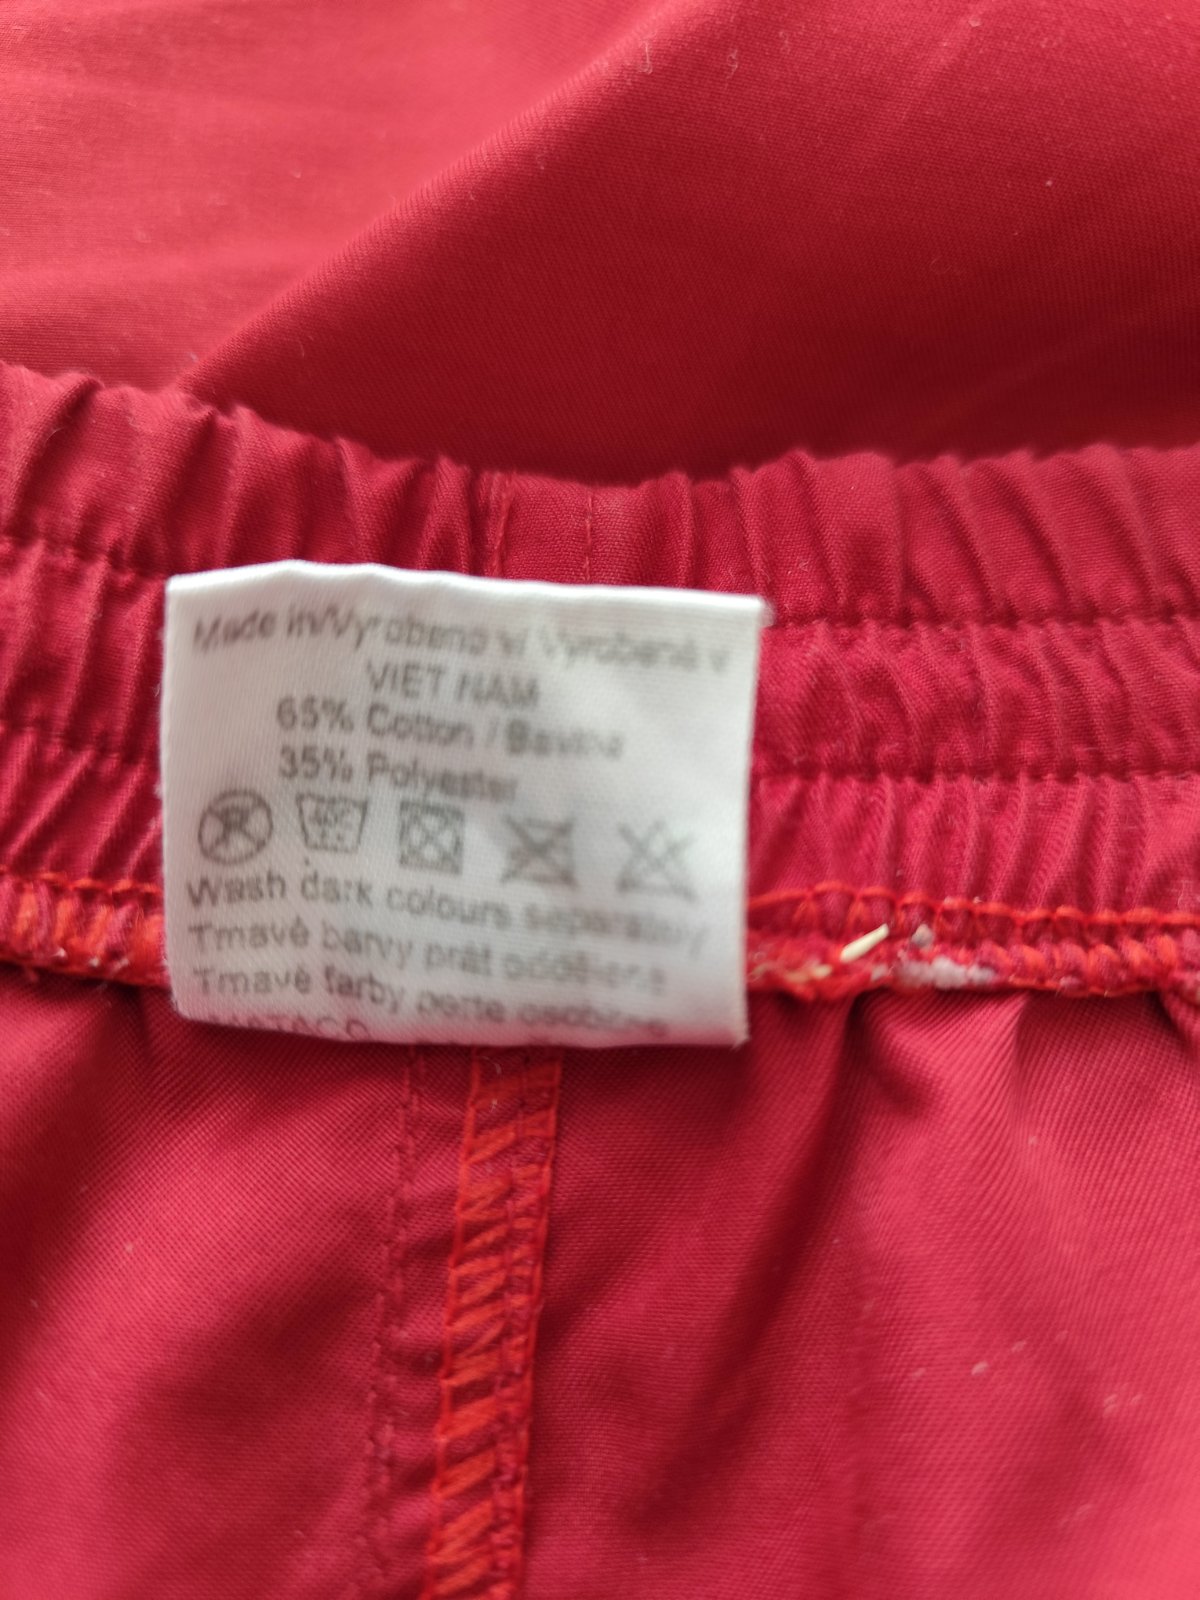 Made in/Vyrobeno v/ Vyrobené v
VIET NAM
65% Cotton / Bavlna
35% Polyester
40°C
Wash dark colours separately
Tmavé barvy prát odděleně
Tmavé farby perte osobitne